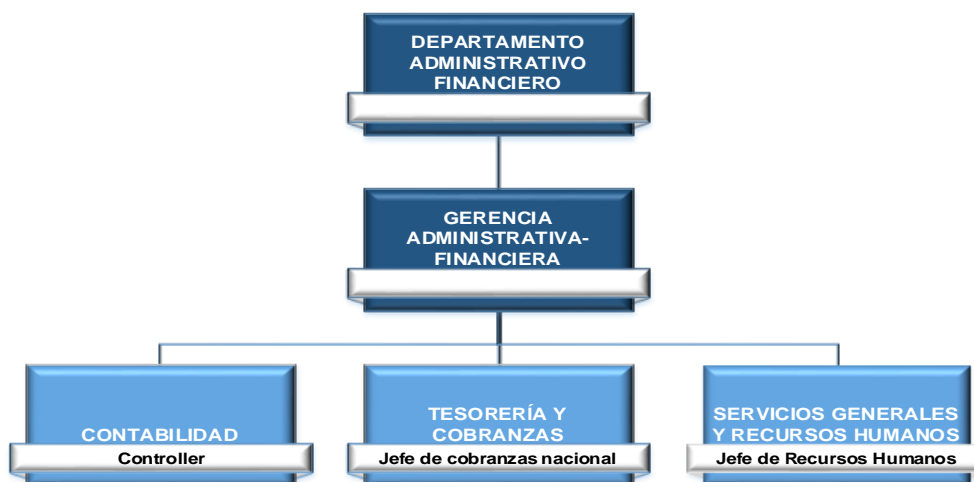 DEPARTAMENTO
ADMINISTRATIVO
FINANCIERO
GERENCIA
ADMINISTRATIVA-
FINANCIERA
CONTABILIDAD
Controller
TESORERÍA Y
COBRANZAS
Jefe de cobranzas nacional
SERVICIOS GENERALES
Y RECURSOS HUMANOS
Jefe de Recursos Humanos